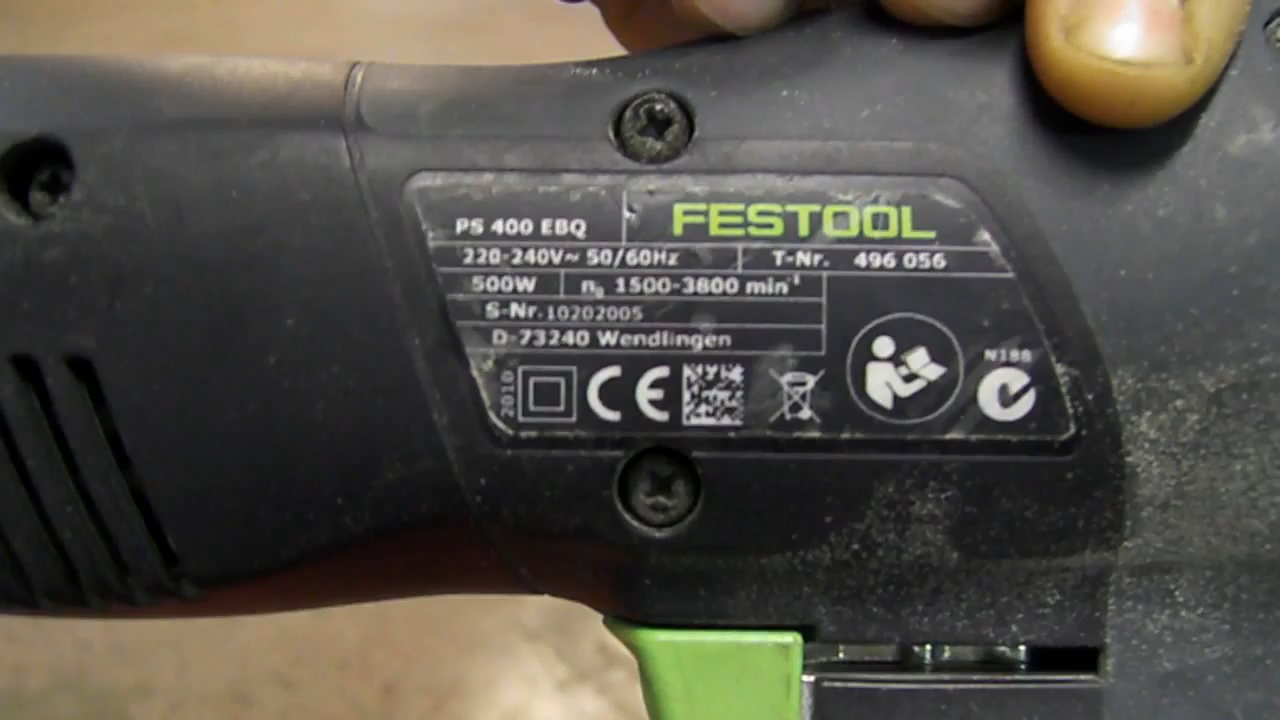 PS 400 EBQ FESTOOL
220-240V~ 50/60Hz T-Nr. 496 056
500W n₀ 1500-3800 min⁻¹
S-Nr.10202005
D-73240 Wendlingen
N188
2010 CE